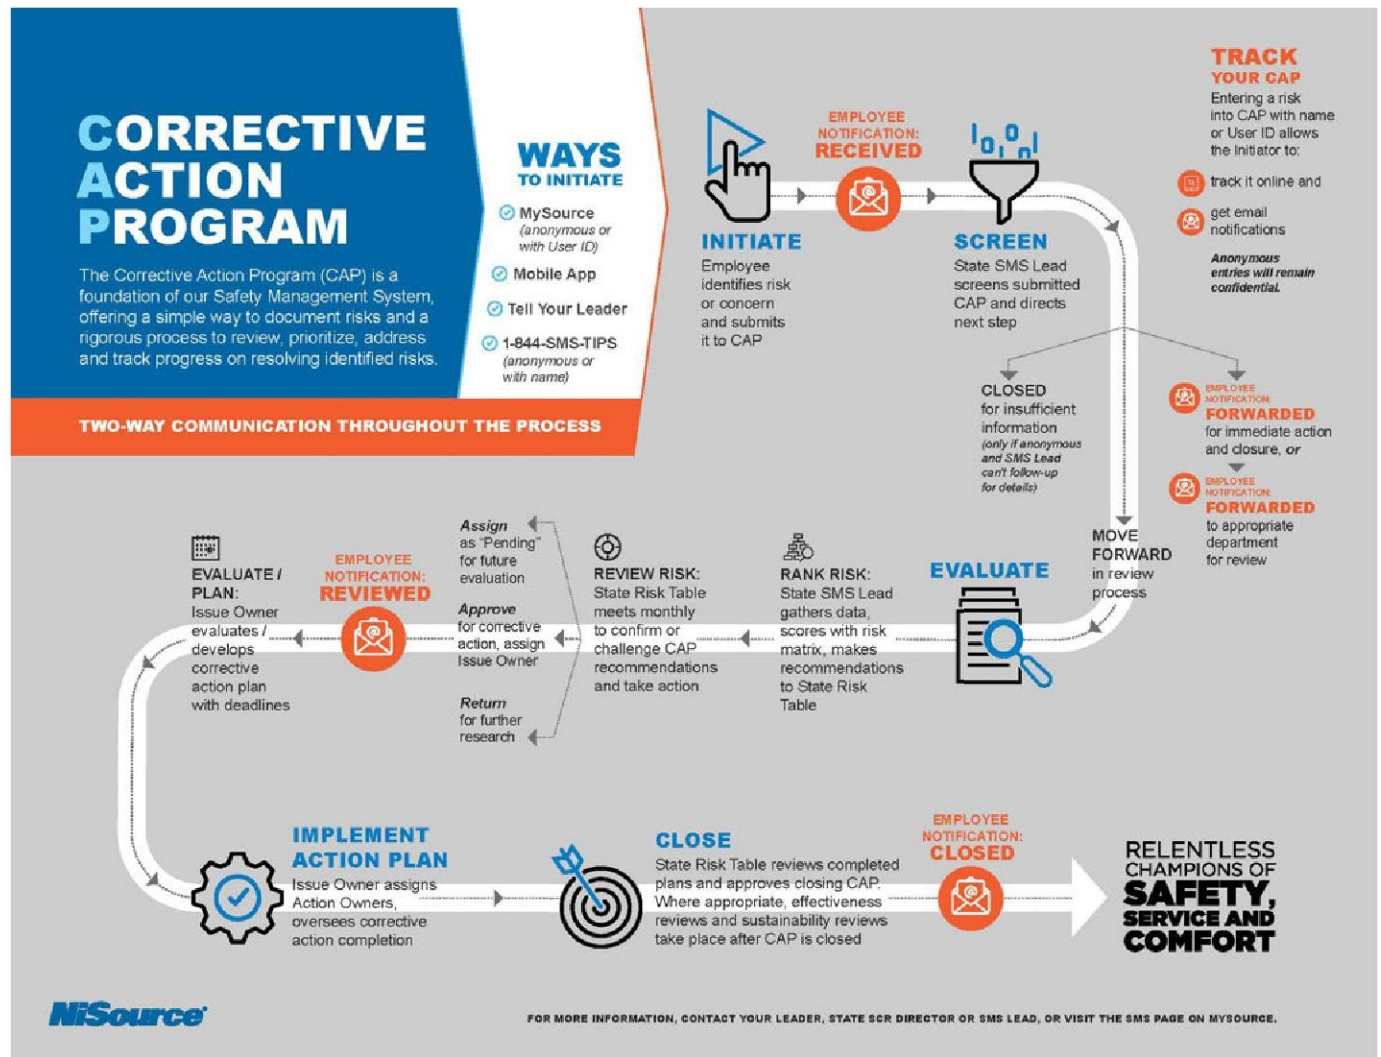 CORRECTIVE
ACTION
PROGRAM
The Corrective Action Program (CAP) is a
foundation of our Safety Management System,
offering a simple way to document risks and a
rigorous process to review, prioritize, address
and track progress on resolving identified risks.
WAYS
TO INITIATE
MySource
(anonymous or
with User ID)
Mobile App
Tell Your Leader
1-844-SMS-TIPS
(anonymous or
with name)
TWO-WAY COMMUNICATION THROUGHOUT THE PROCESS
INITIATE
Employee
identifies risk
or concern
and submits
it to CAP
EMPLOYEE
NOTIFICATION:
RECEIVED
SCREEN
State SMS Lead
screens submitted
CAP and directs
next step
TRACK
YOUR CAP
Entering a risk
into CAP with name
or User ID allows
the Initiator to:
track it online and
get email
notifications
Anonymous
entries will remain
confidential.
CLOSED
for insufficient
information
(only if anonymous
and SMS Lead
can't follow-up
for details)
EMPLOYEE
NOTIFICATION:
FORWARDED
for immediate action
and closure, or
EMPLOYEE
NOTIFICATION:
FORWARDED
to appropriate
department
for review
MOVE
FORWARD
in review
process
EVALUATE
RANK RISK:
State SMS Lead
gathers data,
scores with risk
matrix, makes
recommendations
to State Risk
Table
REVIEW RISK:
State Risk Table
meets monthly
to confirm or
challenge CAP
recommendations
and take action
Assign
as "Pending"
for future
evaluation
Approve
for corrective
action, assign
Issue Owner
Return
for further
research
EMPLOYEE
NOTIFICATION:
REVIEWED
EVALUATE /
PLAN:
Issue Owner
evaluates /
develops
corrective
action plan
with deadlines
IMPLEMENT
ACTION PLAN
Issue Owner assigns
Action Owners,
oversees corrective
action completion
CLOSE
State Risk Table reviews completed
plans and approves closing CAP.
Where appropriate, effectiveness
reviews and sustainability reviews
take place after CAP is closed
EMPLOYEE
NOTIFICATION:
CLOSED
RELENTLESS
CHAMPIONS OF
SAFETY,
SERVICE AND
COMFORT
NiSource
FOR MORE INFORMATION, CONTACT YOUR LEADER, STATE SCR DIRECTOR OR SMS LEAD, OR VISIT THE SMS PAGE ON MYSOURCE.